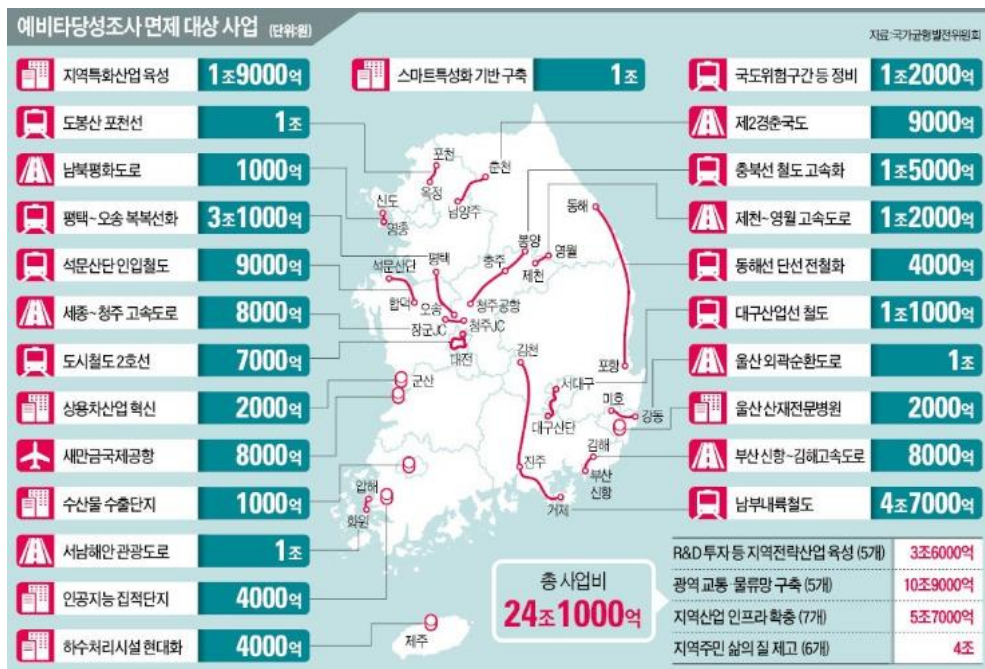 예비타당성조사 면제 대상 사업 (단위:원)
자료:국가균형발전위원회
지역특화산업 육성 1조9000억
도봉산 포천선 1조
남북평화도로 1000억
평택~오송 복복선화 3조1000억
석문산단 인입철도 9000억
세종~청주 고속도로 8000억
도시철도 2호선 7000억
상용차산업 혁신 2000억
새만금국제공항 8000억
수산물 수출단지 1000억
서남해안 관광도로 1조
인공지능 집적단지 4000억
하수처리시설 현대화 4000억
스마트특성화 기반 구축 1조
국도위험구간 등 정비 1조2000억
제2경춘국도 9000억
충북선 철도 고속화 1조5000억
제천~영월 고속도로 1조2000억
동해선 단선 전철화 4000억
대구산업선 철도 1조1000억
울산 외곽순환도로 1조
울산 산재전문병원 2000억
부산 신항~김해고속도로 8000억
남부내륙철도 4조7000억
포천
옥정
춘천
남양주
신도
영종
동해
봉양
영월
제천
충주
석문산단
평택
합덕
오송
청주공항
장군JC
청주JC
대전
김천
포항
군산
서대구
대구산단
미호
강동
진주
김해
부산
신항
거제
압해
화원
제주
총 사업비
24조1000억
R&D 투자 등 지역전략산업 육성 (5개) 3조6000억
광역 교통·물류망 구축 (5개) 10조9000억
지역산업 인프라 확충 (7개) 5조7000억
지역주민 삶의 질 제고 (6개) 4조